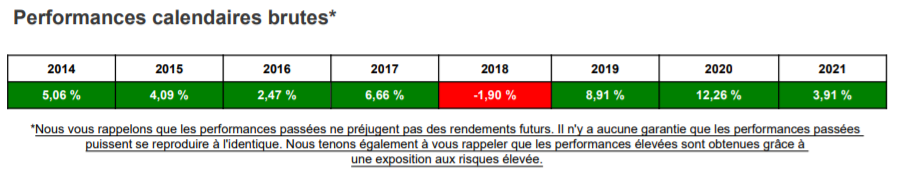 Performances calendaires brutes*
2014 2015 2016 2017 2018 2019 2020 2021
5,06 % 4,09 % 2,47 % 6,66 % -1,90 % 8,91 % 12,26 % 3,91 %
*Nous vous rappelons que les performances passées ne préjugent pas des rendements futurs. Il n'y a aucune garantie que les performances passées
puissent se reproduire à l'identique. Nous tenons également à vous rappeler que les performances élevées sont obtenues grâce à
une exposition aux risques élevée.